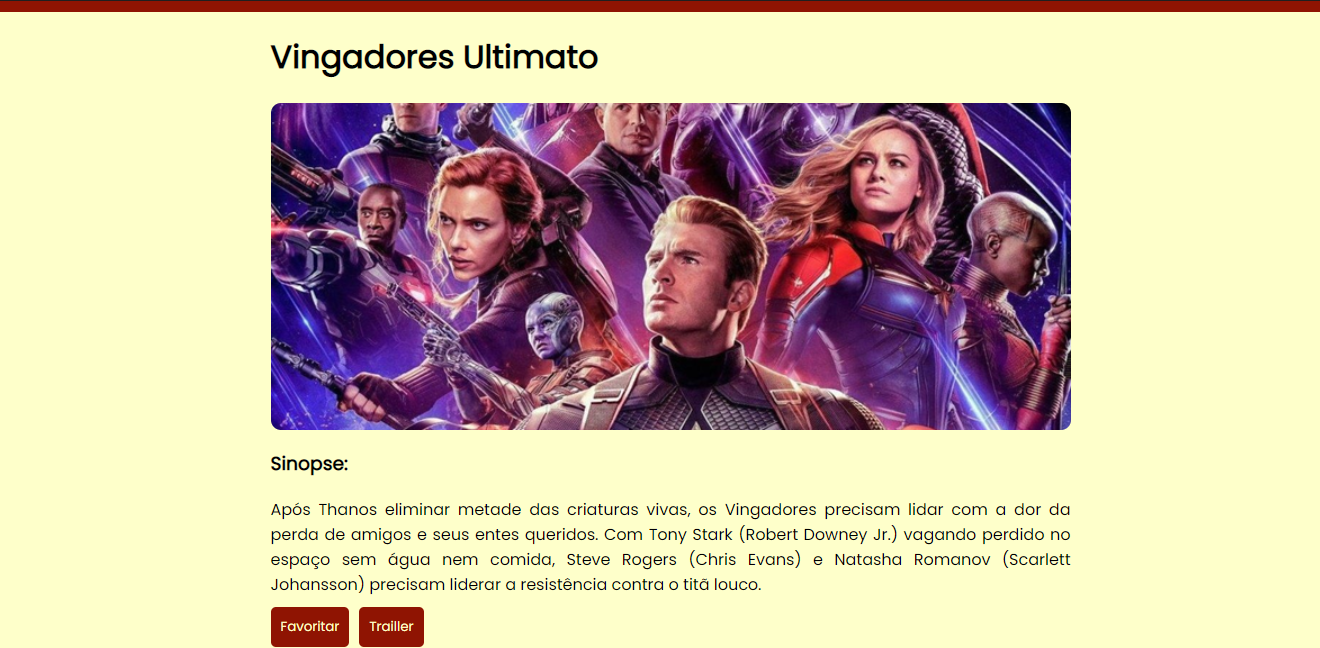 Vingadores Ultimato
Sinopse:
Após Thanos eliminar metade das criaturas vivas, os Vingadores precisam lidar com a dor da
perda de amigos e seus entes queridos. Com Tony Stark (Robert Downey Jr.) vagando perdido no
espaço sem água nem comida, Steve Rogers (Chris Evans) e Natasha Romanov (Scarlett
Johansson) precisam liderar a resistência contra o titã louco.
Favoritar
Trailler